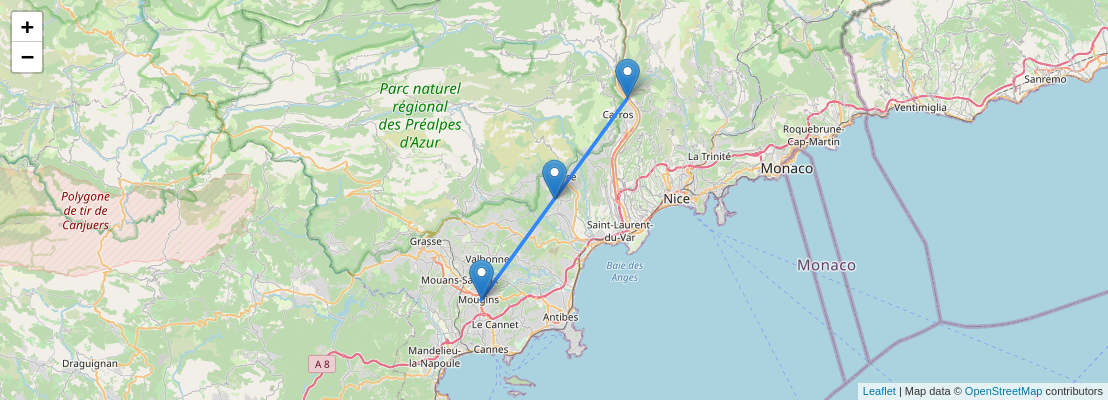 +
−
Parc naturel
régional
des Préalpes
d'Azur
Sanremo
Ventimiglia
Carros
Roquebrune-
Cap-Martin
La Trinité
Monaco
Polygone
de tir de
Canjuers
Nice
Saint-Laurent-
du-Var
Grasse
Valbonne
Baie des
Anges
Monaco
Mougins
Antibes
Le Cannet
Cannes
Mandelieu-
la-Napoule
A 8
Draguignan
Leaflet | Map data © OpenStreetMap contributors